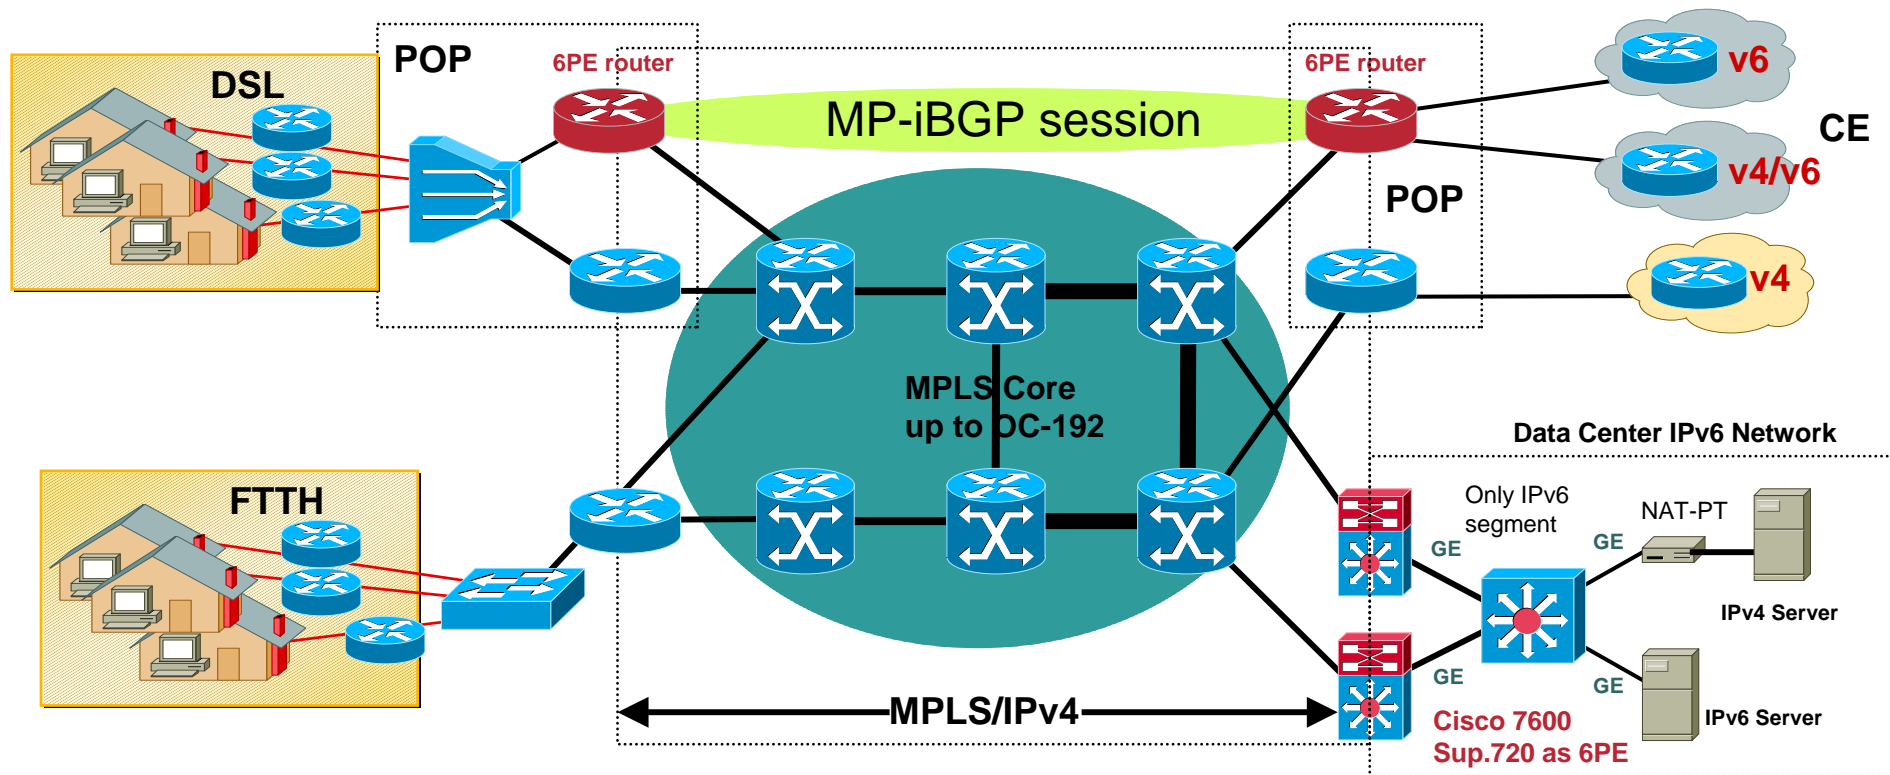 POP
DSL
6PE router
MP-iBGP session
6PE router
v6
CE
v4/v6
POP
v4
MPLS Core
up to OC-192
FTTH
Data Center IPv6 Network
Only IPv6
segment
NAT-PT
GE
GE
IPv4 Server
GE
GE
IPv6 Server
MPLS/IPv4
Cisco 7600
Sup.720 as 6PE